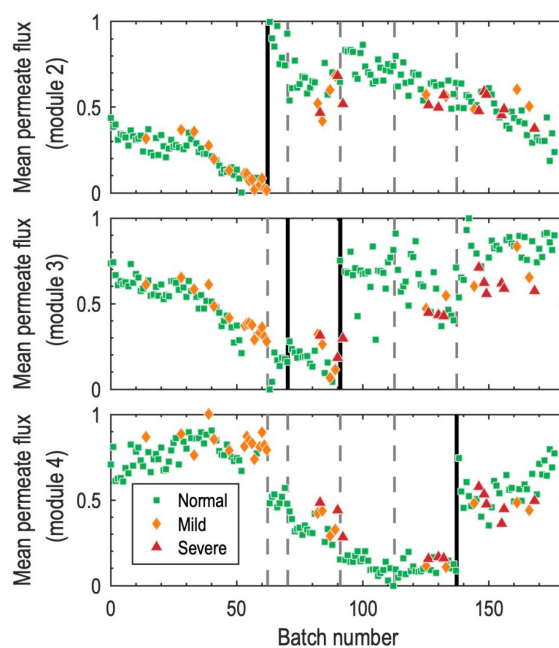 Mean permeate flux
(module 2)
1
0.5
0
Mean permeate flux
(module 3)
1
0.5
0
Mean permeate flux
(module 4)
1
0.5
0
Normal
Mild
Severe
0 50 100 150
Batch number